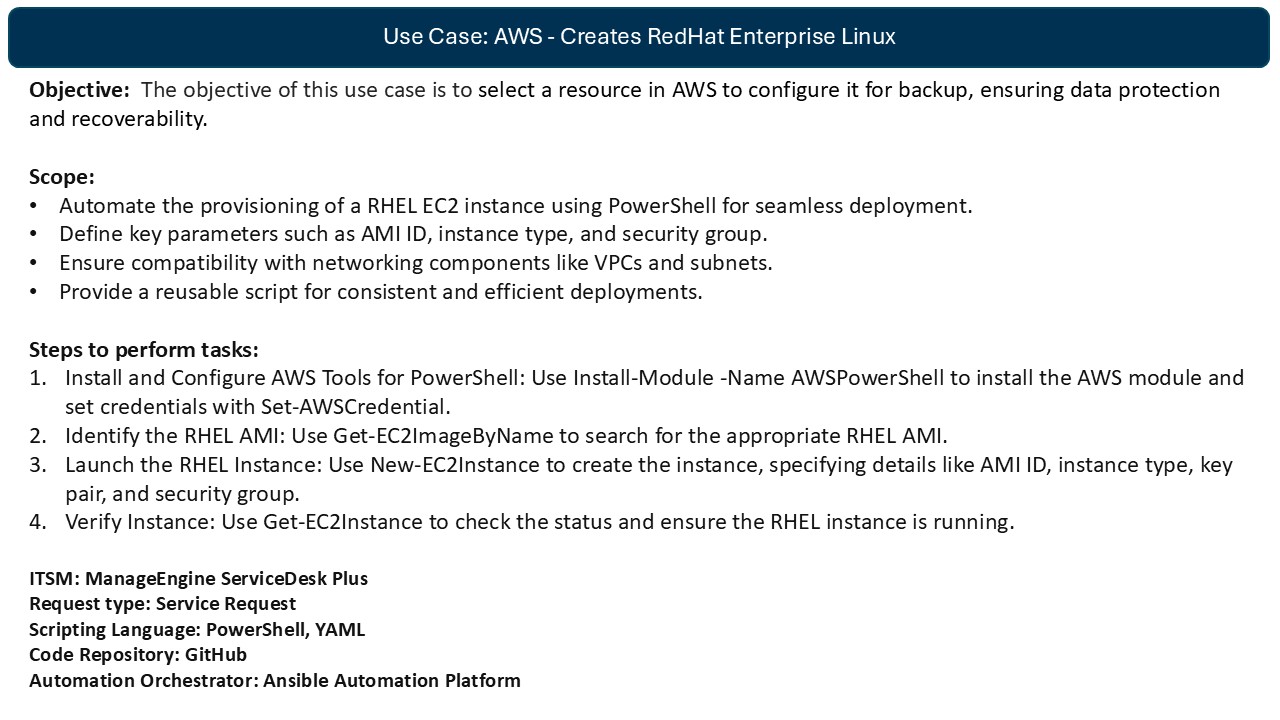 Use Case: AWS - Creates RedHat Enterprise Linux
Objective: The objective of this use case is to select a resource in AWS to configure it for backup, ensuring data protection
and recoverability.
Scope:
• Automate the provisioning of a RHEL EC2 instance using PowerShell for seamless deployment.
• Define key parameters such as AMI ID, instance type, and security group.
• Ensure compatibility with networking components like VPCs and subnets.
• Provide a reusable script for consistent and efficient deployments.
Steps to perform tasks:
1. Install and Configure AWS Tools for PowerShell: Use Install-Module -Name AWSPowerShell to install the AWS module and
set credentials with Set-AWSCredential.
2. Identify the RHEL AMI: Use Get-EC2ImageByName to search for the appropriate RHEL AMI.
3. Launch the RHEL Instance: Use New-EC2Instance to create the instance, specifying details like AMI ID, instance type, key
pair, and security group.
4. Verify Instance: Use Get-EC2Instance to check the status and ensure the RHEL instance is running.
ITSM: ManageEngine ServiceDesk Plus
Request type: Service Request
Scripting Language: PowerShell, YAML
Code Repository: GitHub
Automation Orchestrator: Ansible Automation Platform